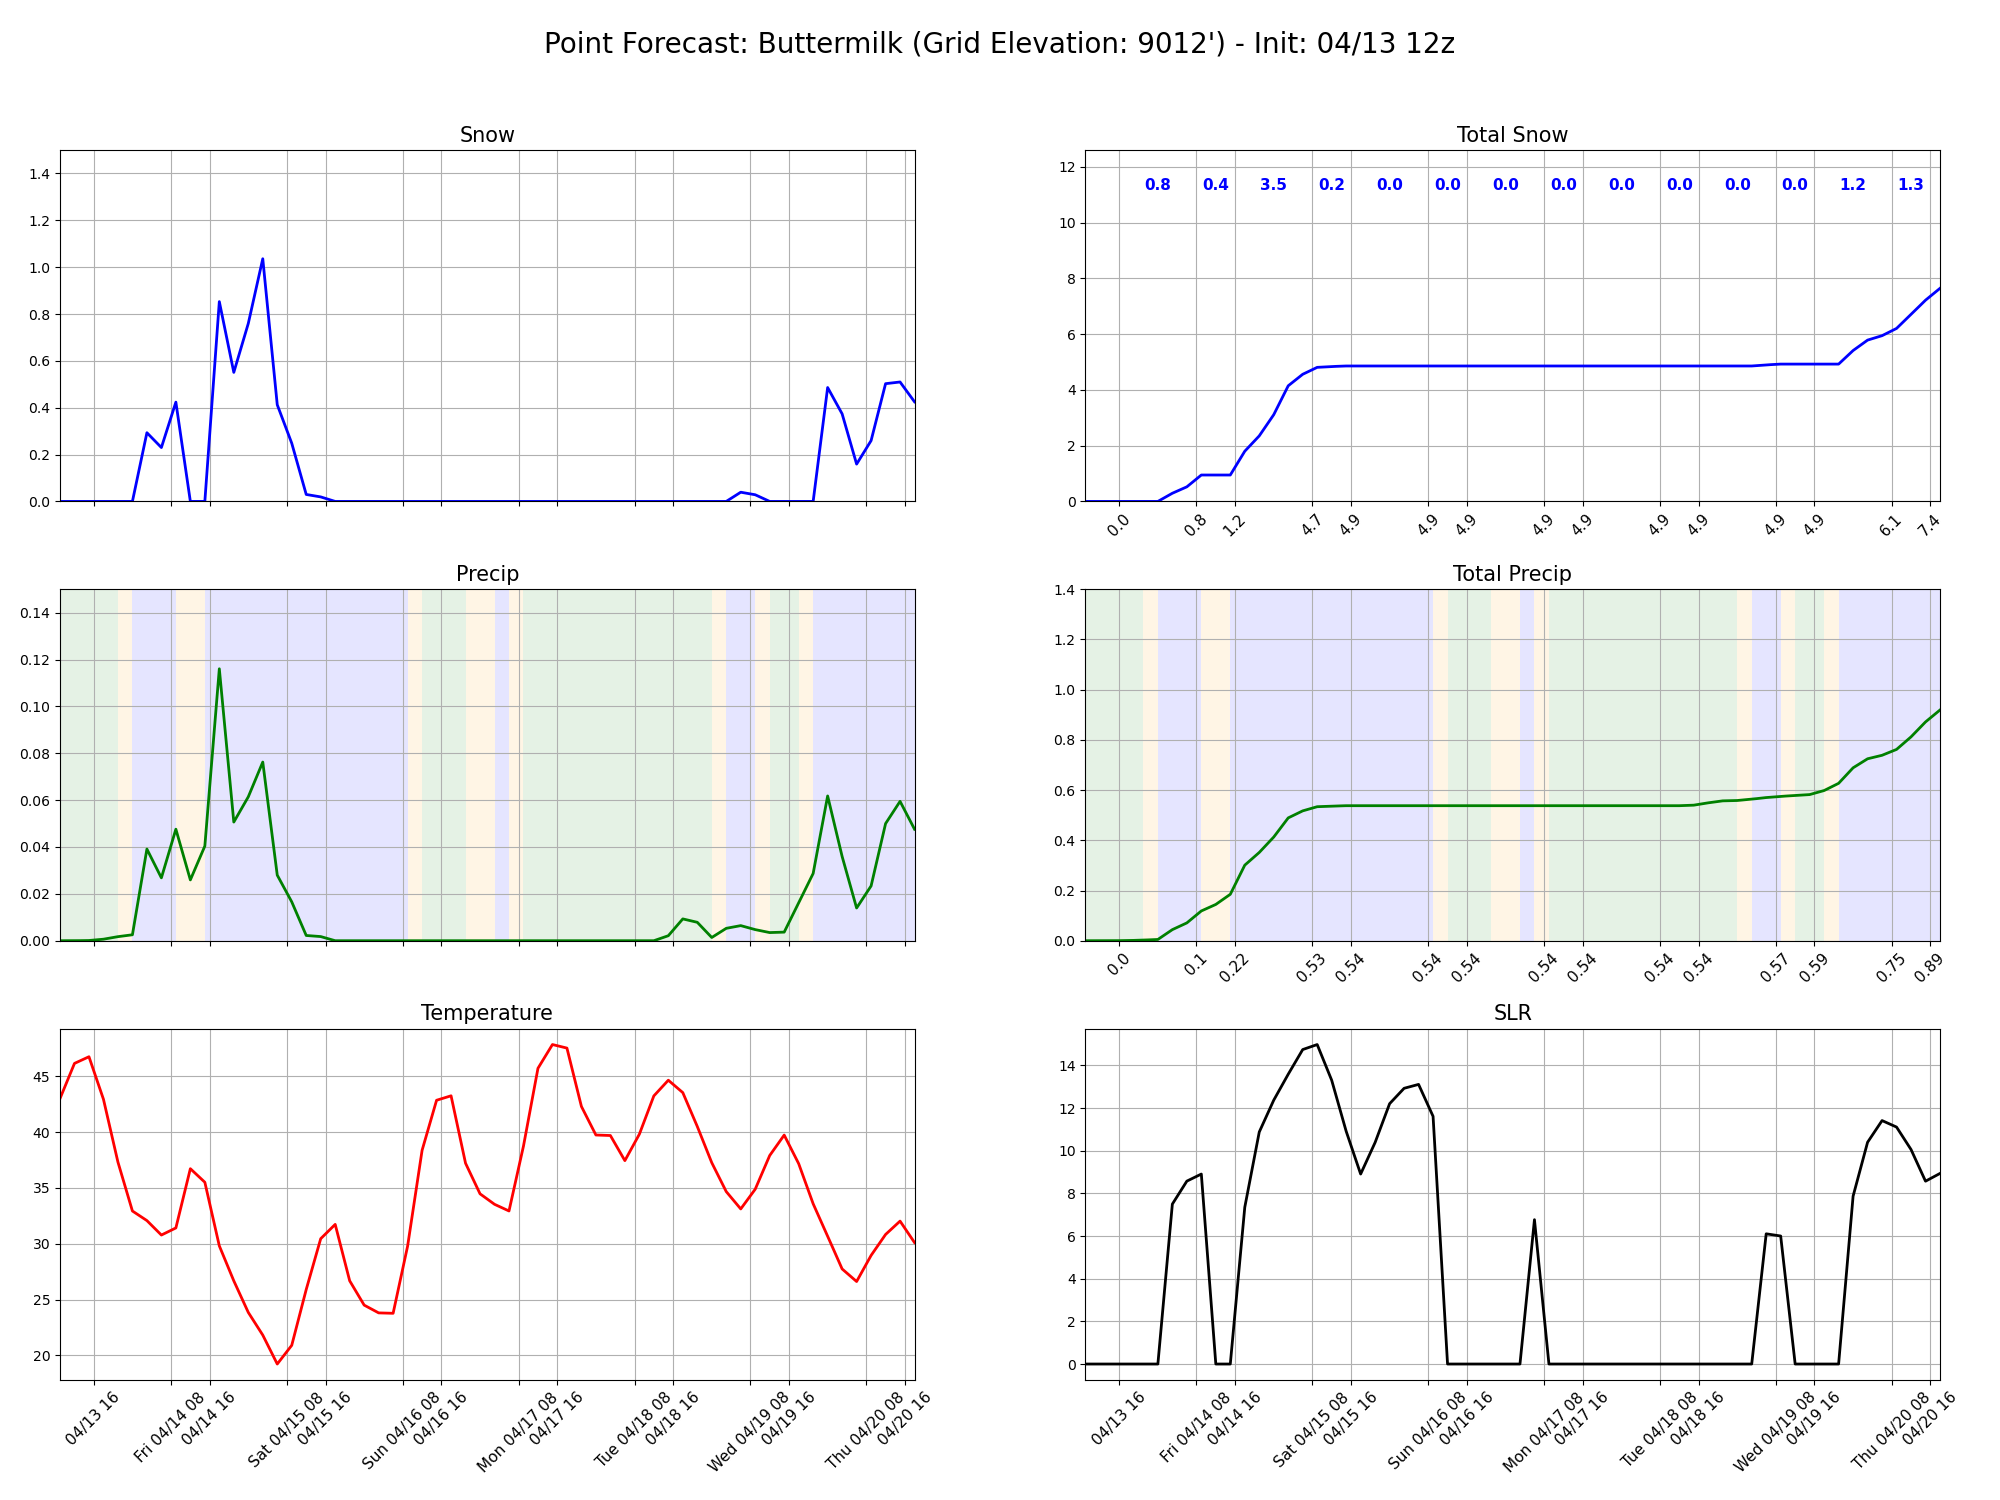 Point Forecast: Buttermilk (Grid Elevation: 9012') - Init: 04/13 12z
Snow
1.4
1.2
1.0
0.8
0.6
0.4
0.2
0.0
Total Snow
12
10
8
6
4
2
0
0.8 0.4 3.5 0.2 0.0 0.0 0.0 0.0 0.0 0.0 0.0 0.0 1.2 1.3
0.0 0.8 1.2 4.7 4.9 4.9 4.9 4.9 4.9 4.9 4.9 4.9 4.9 6.1 7.4
Precip
0.14
0.12
0.10
0.08
0.06
0.04
0.02
0.00
Total Precip
1.4
1.2
1.0
0.8
0.6
0.4
0.2
0.0
0.0 0.1 0.22 0.53 0.54 0.54 0.54 0.54 0.54 0.54 0.54 0.57 0.59 0.75 0.89
Temperature
45
40
35
30
25
20
04/13 16
Fri 04/14 08
04/14 16
Sat 04/15 08
04/15 16
Sun 04/16 08
04/16 16
Mon 04/17 08
04/17 16
Tue 04/18 08
04/18 16
Wed 04/19 08
04/19 16
Thu 04/20 08
04/20 16
SLR
14
12
10
8
6
4
2
0
04/13 16
Fri 04/14 08
04/14 16
Sat 04/15 08
04/15 16
Sun 04/16 08
04/16 16
Mon 04/17 08
04/17 16
Tue 04/18 08
04/18 16
Wed 04/19 08
04/19 16
Thu 04/20 08
04/20 16